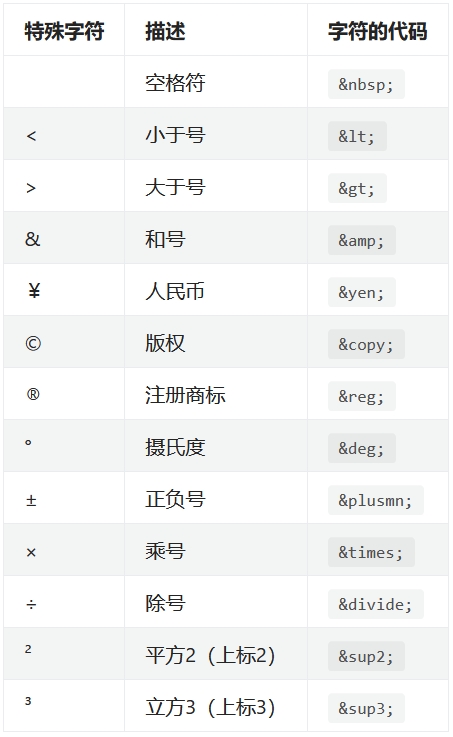 特殊字符 描述 字符的代码
空格符 &nbsp;
< 小于号 &lt;
> 大于号 &gt;
& 和号 &amp;
¥ 人民币 &yen;
© 版权 &copy;
® 注册商标 &reg;
° 摄氏度 &deg;
± 正负号 &plusmn;
× 乘号 &times;
÷ 除号 &divide;
² 平方2（上标2） &sup2;
³ 立方3（上标3） &sup3;